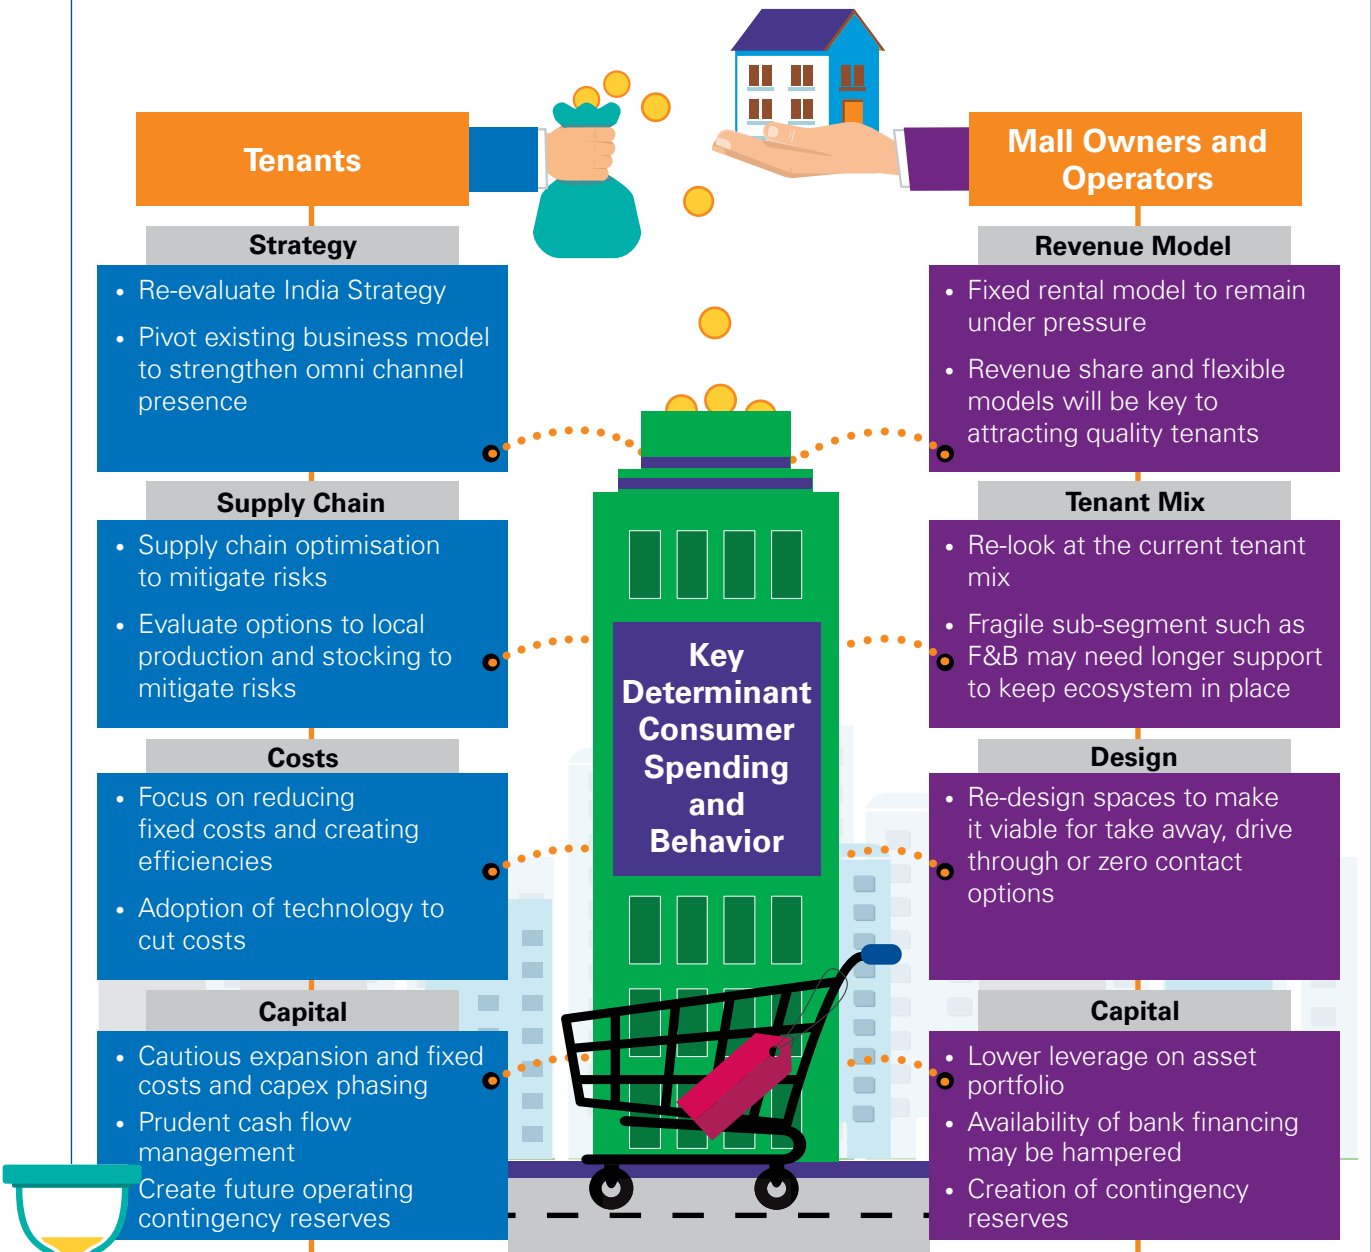 Tenants
Strategy
• Re-evaluate India Strategy
• Pivot existing business model
to strengthen omni channel
presence
Supply Chain
• Supply chain optimisation
to mitigate risks
• Evaluate options to local
production and stocking to
mitigate risks
Costs
• Focus on reducing
fixed costs and creating
efficiencies
• Adoption of technology to
cut costs
Capital
• Cautious expansion and fixed
costs and capex phasing
• Prudent cash flow
management
Create future operating
contingency reserves
Key
Determinant
Consumer
Spending
and
Behavior
Mall Owners and
Operators
Revenue Model
• Fixed rental model to remain
under pressure
• Revenue share and flexible
models will be key to
attracting quality tenants
Tenant Mix
• Re-look at the current tenant
mix
• Fragile sub-segment such as
F&B may need longer support
to keep ecosystem in place
Design
• Re-design spaces to make
it viable for take away, drive
through or zero contact
options
Capital
• Lower leverage on asset
portfolio
• Availability of bank financing
may be hampered
• Creation of contingency
reserves